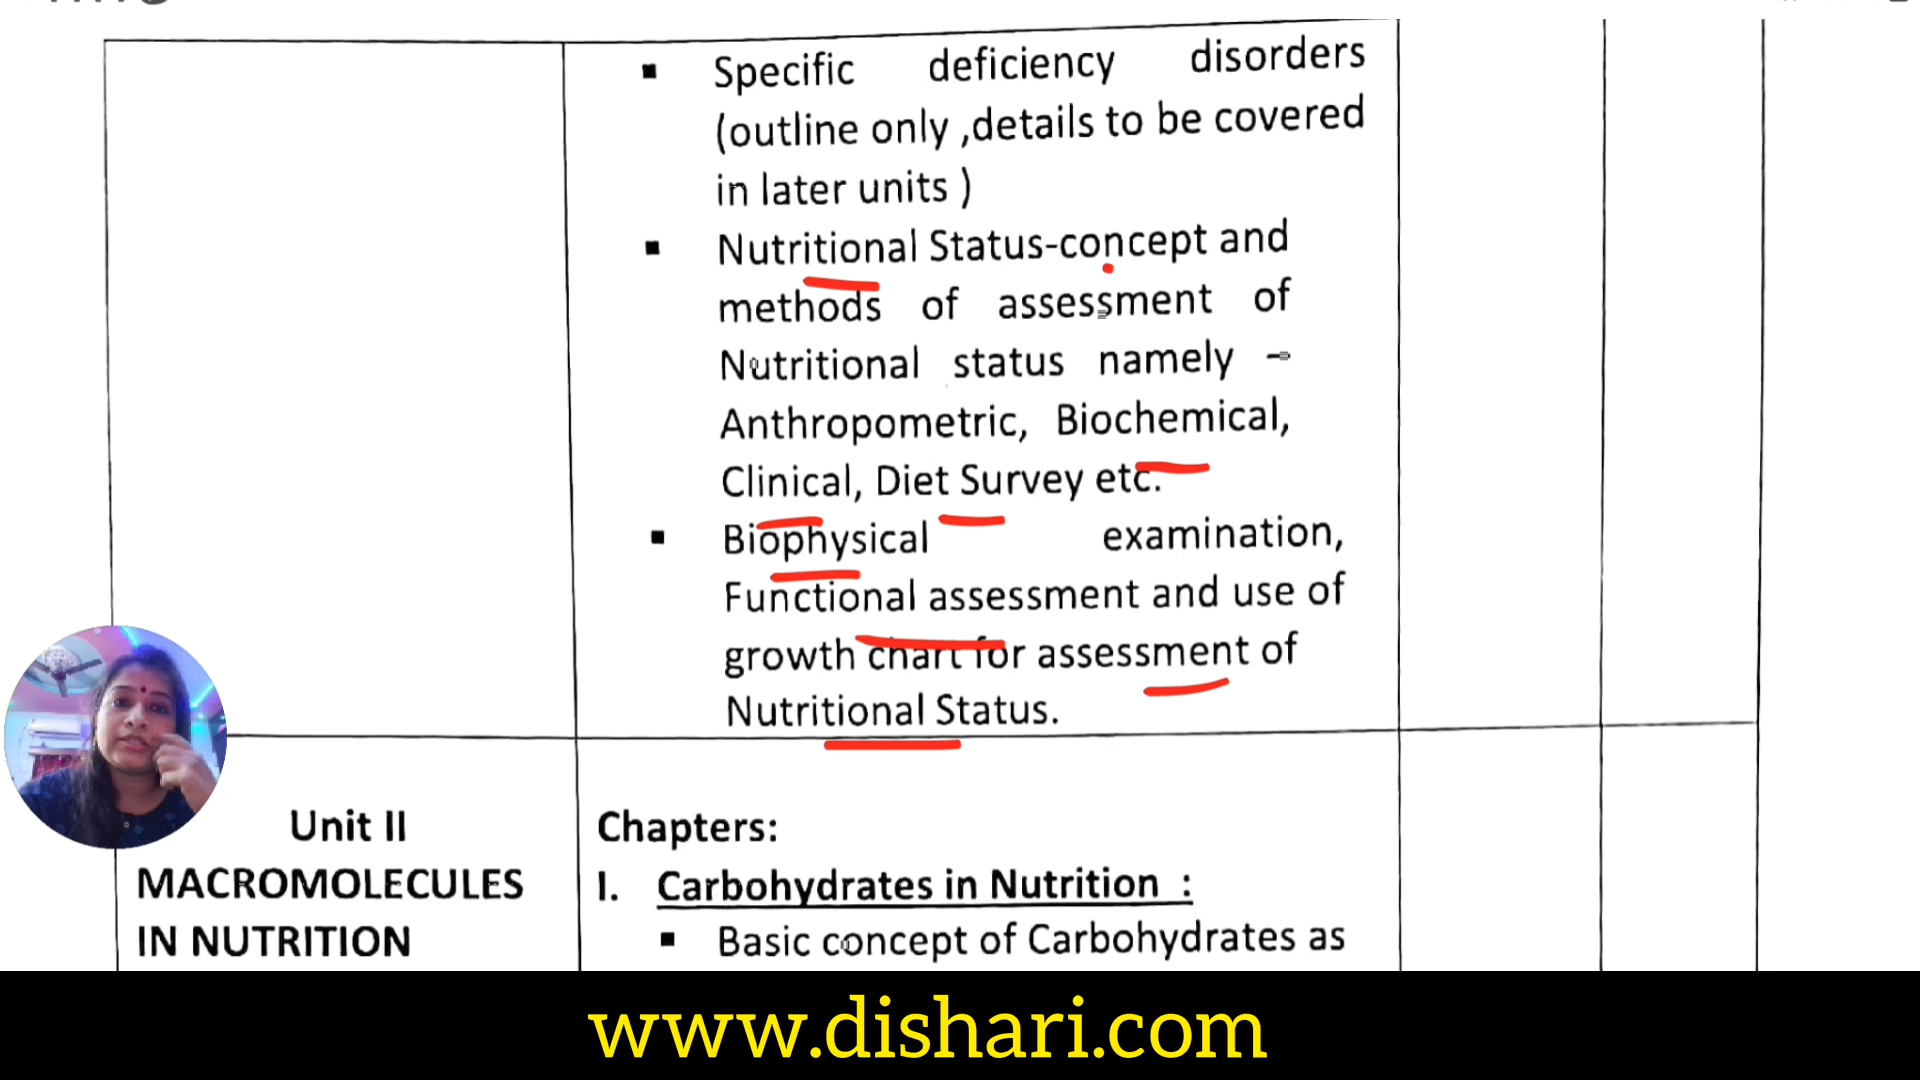 ▪ Specific deficiency disorders
(outline only ,details to be covered
in later units )
▪ Nutritional Status-concept and
methods of assessment of
Nutritional status namely –
Anthropometric, Biochemical,
Clinical, Diet Survey etc.
▪ Biophysical examination,
Functional assessment and use of
growth chart for assessment of
Nutritional Status.
Unit II
MACROMOLECULES
IN NUTRITION
Chapters:
I. Carbohydrates in Nutrition :
▪ Basic concept of Carbohydrates as
www.dishari.com